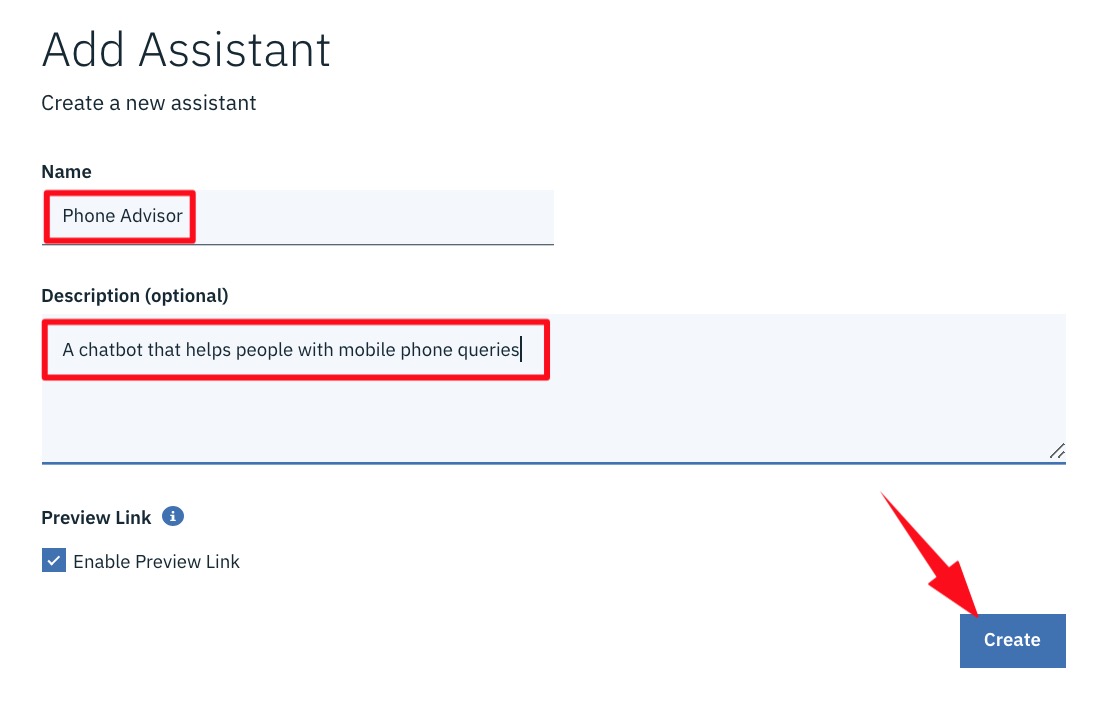 Add Assistant
Create a new assistant
Name
Phone Advisor
Description (optional)
A chatbot that helps people with mobile phone queries
Preview Link
Enable Preview Link
Create